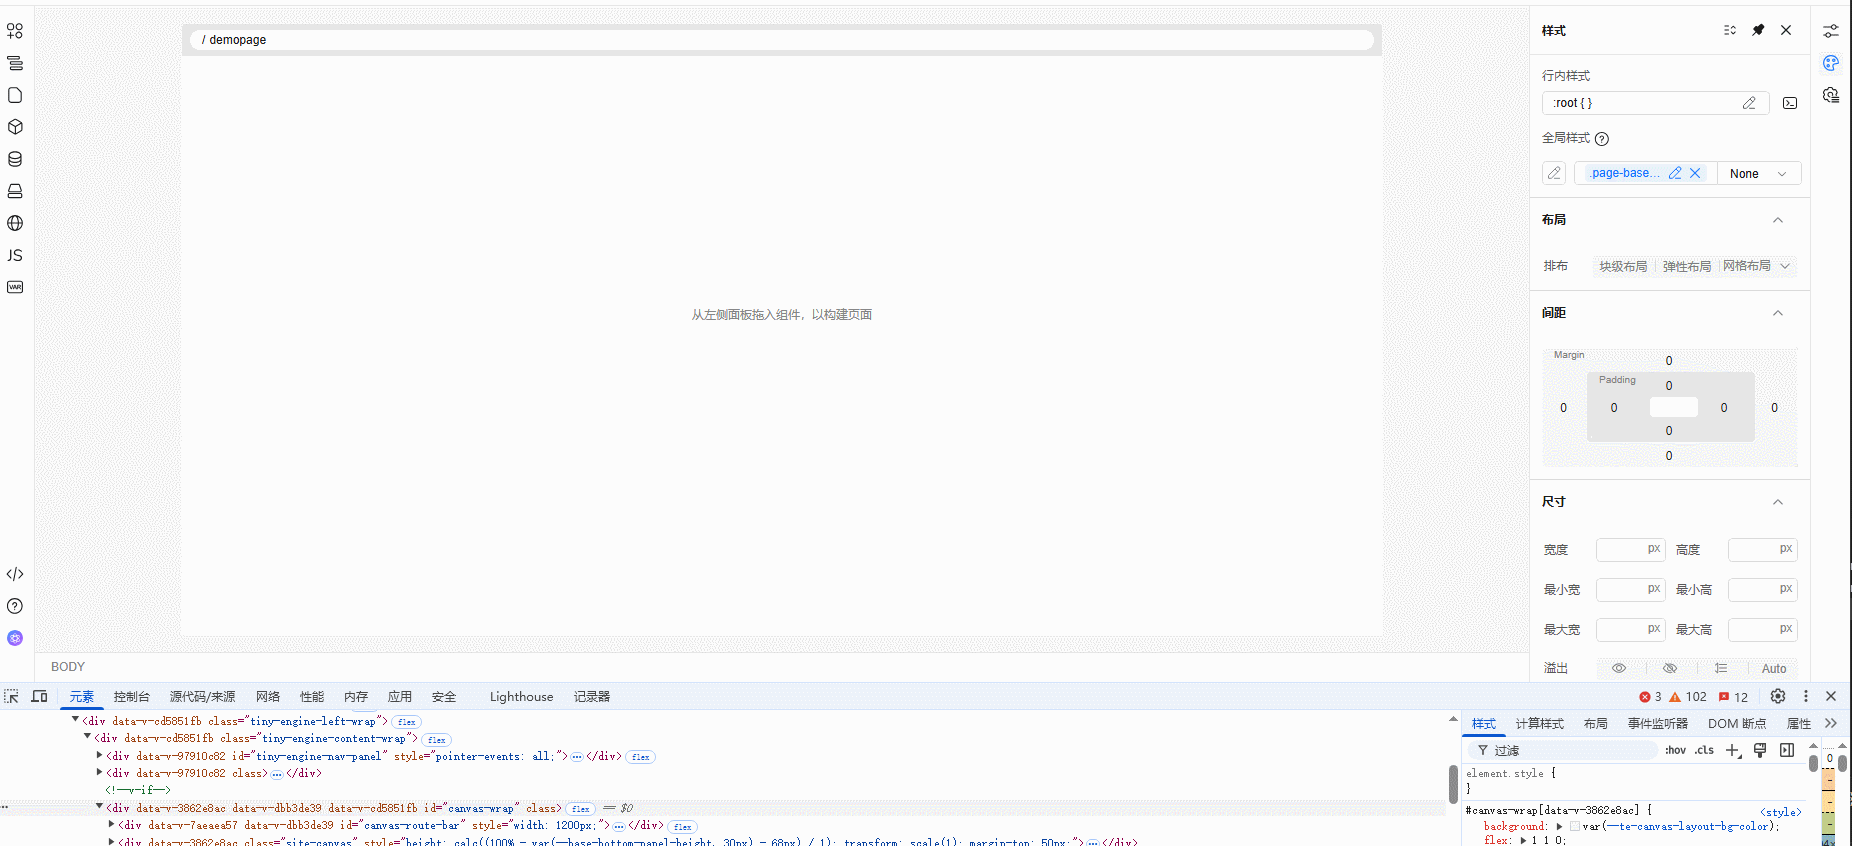 / demopage
样式
行内样式
:root { }
全局样式
.page-base...
None
布局
排布
块级布局
弹性布局
网格布局
间距
Margin
0
Padding
0
0
0
0
0
0
0
尺寸
宽度
px
高度
px
最小宽
px
最小高
px
最大宽
px
最大高
px
溢出
Auto
JS
VAR
从左侧面板拖入组件，以构建页面
BODY
元素
控制台
源代码/来源
网络
性能
内存
应用
安全
Lighthouse
记录器
3
102
12
<div data-v-cd5851fb class="tiny-engine-left-wrap"> flex
<div data-v-cd5851fb class="tiny-engine-content-wrap"> flex
<div data-v-97910c82 id="tiny-engine-nav-panel" style="pointer-events: all;">…</div> flex
<div data-v-97910c82 class>…</div>
<!--v-if-->
<div data-v-3862e8ac data-v-dbb3de39 data-v-cd5851fb id="canvas-wrap" class> flex == $0
<div data-v-7aeaea57 data-v-dbb3de39 id="canvas-route-bar" style="width: 1200px;">…</div> flex
<div data-v-3862e8ac class="site-canvas" style="height: calc((100% - var(--base-bottom-panel-height, 30px) - 68px) / 1); transform: scale(1); margin-top: 50px;">…</div>
样式
计算样式
布局
事件监听器
DOM 断点
属性
过滤
:hov
.cls
element.style {
}
#canvas-wrap[data-v-3862e8ac] {
<style>
background: var(--te-canvas-layout-bg-color);
flex: 1 1 0;
0